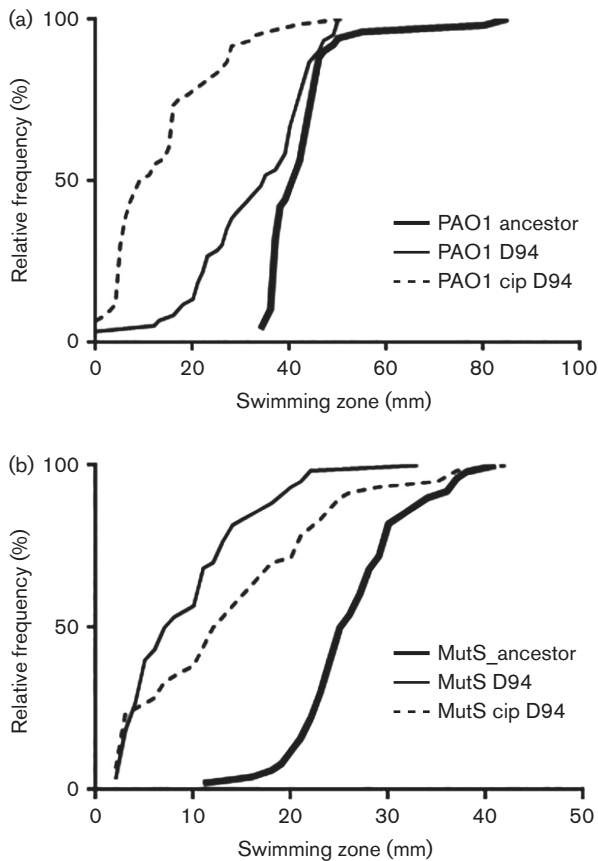 (a)
100
50
0
Relative frequency (%)
PAO1 ancestor
PAO1 D94
PAO1 cip D94
0 20 40 60 80 100
Swimming zone (mm)
(b)
100
50
0
Relative frequency (%)
MutS_ancestor
MutS D94
MutS cip D94
0 10 20 30 40 50
Swimming zone (mm)